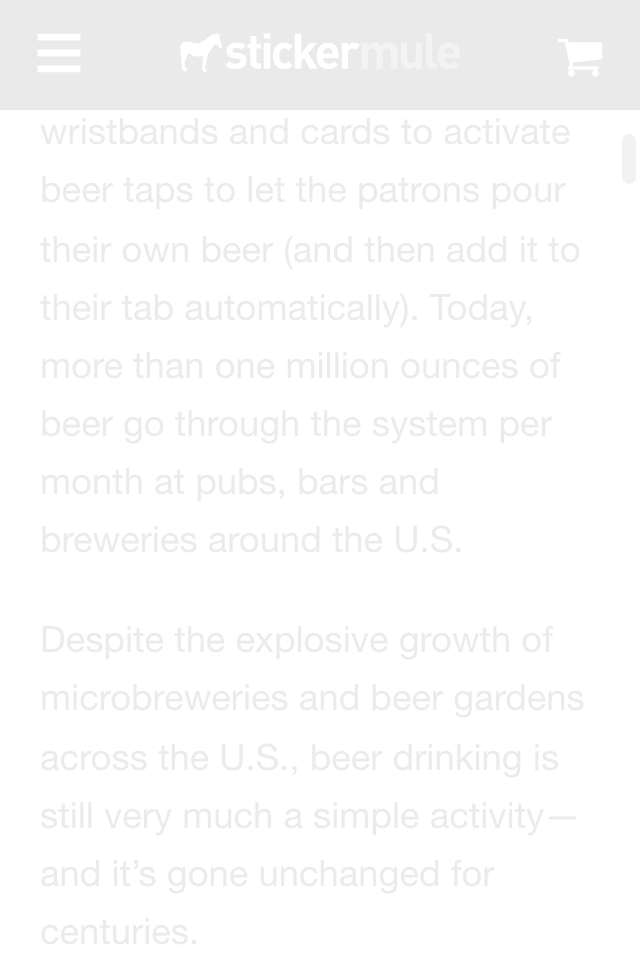 stickermule
wristbands and cards to activate
beer taps to let the patrons pour
their own beer (and then add it to
their tab automatically). Today,
more than one million ounces of
beer go through the system per
month at pubs, bars and
breweries around the U.S.
Despite the explosive growth of
microbreweries and beer gardens
across the U.S., beer drinking is
still very much a simple activity—
and it’s gone unchanged for
centuries.